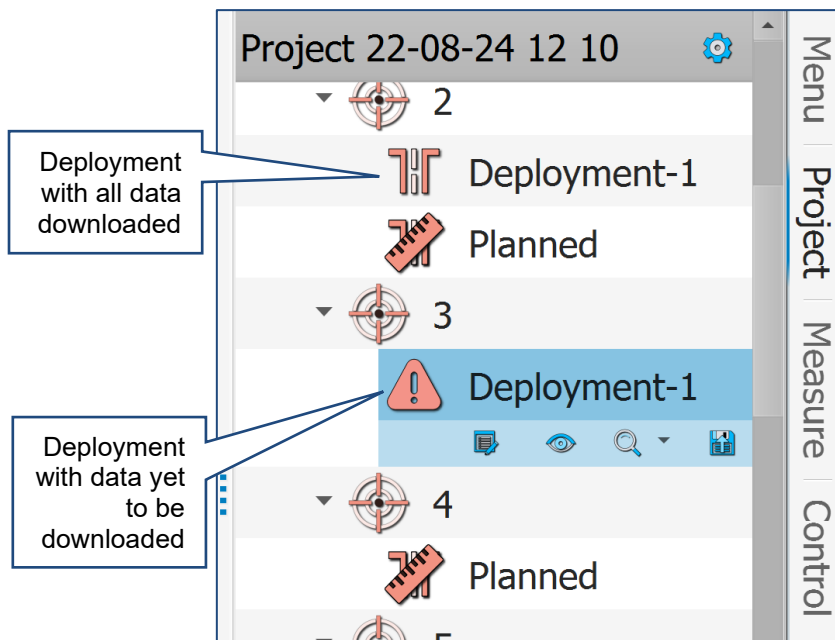 Project 22-08-24 12 10
2
Deployment-1
Planned
3
Deployment-1
4
Planned
Deployment
with all data
downloaded
Deployment
with data yet
to be
downloaded
Menu
Project
Measure
Control